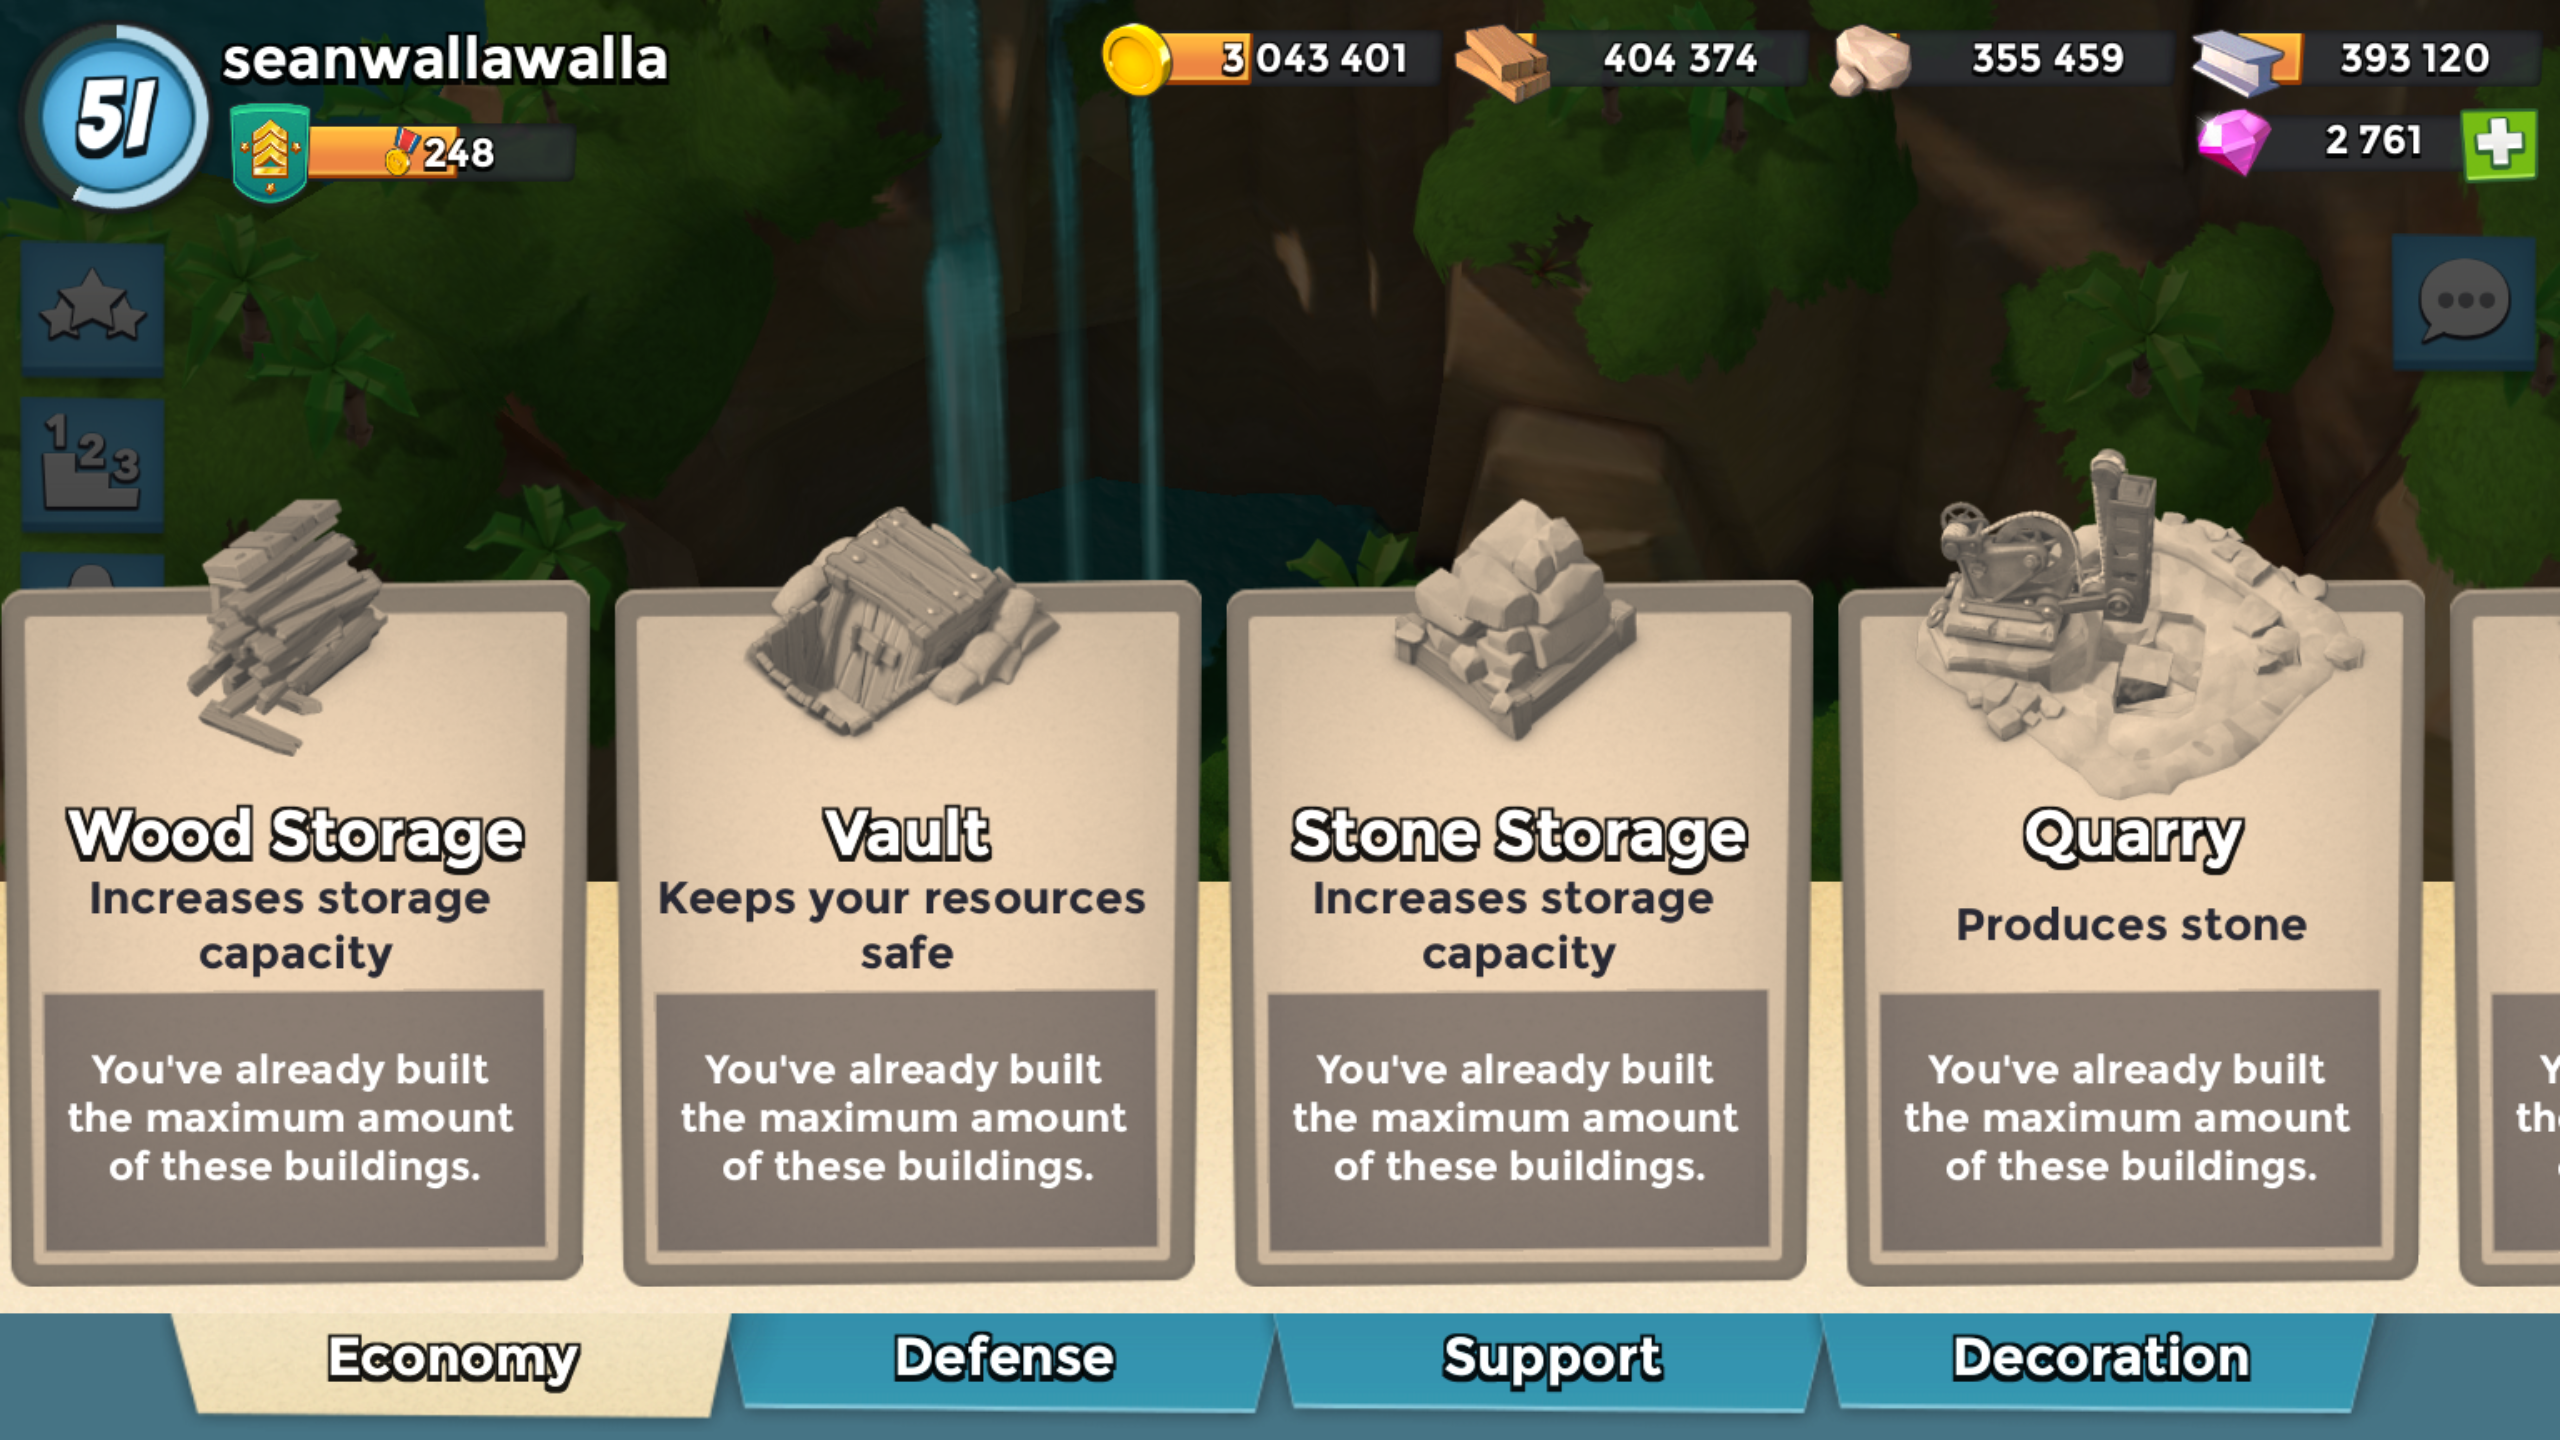 51
seanwallawalla
248
3 043 401
404 374
355 459
393 120
2 761
1 2 3
Wood Storage
Increases storage
capacity
You've already built
the maximum amount
of these buildings.
Vault
Keeps your resources
safe
You've already built
the maximum amount
of these buildings.
Stone Storage
Increases storage
capacity
You've already built
the maximum amount
of these buildings.
Quarry
Produces stone
You've already built
the maximum amount
of these buildings.
Economy
Defense
Support
Decoration